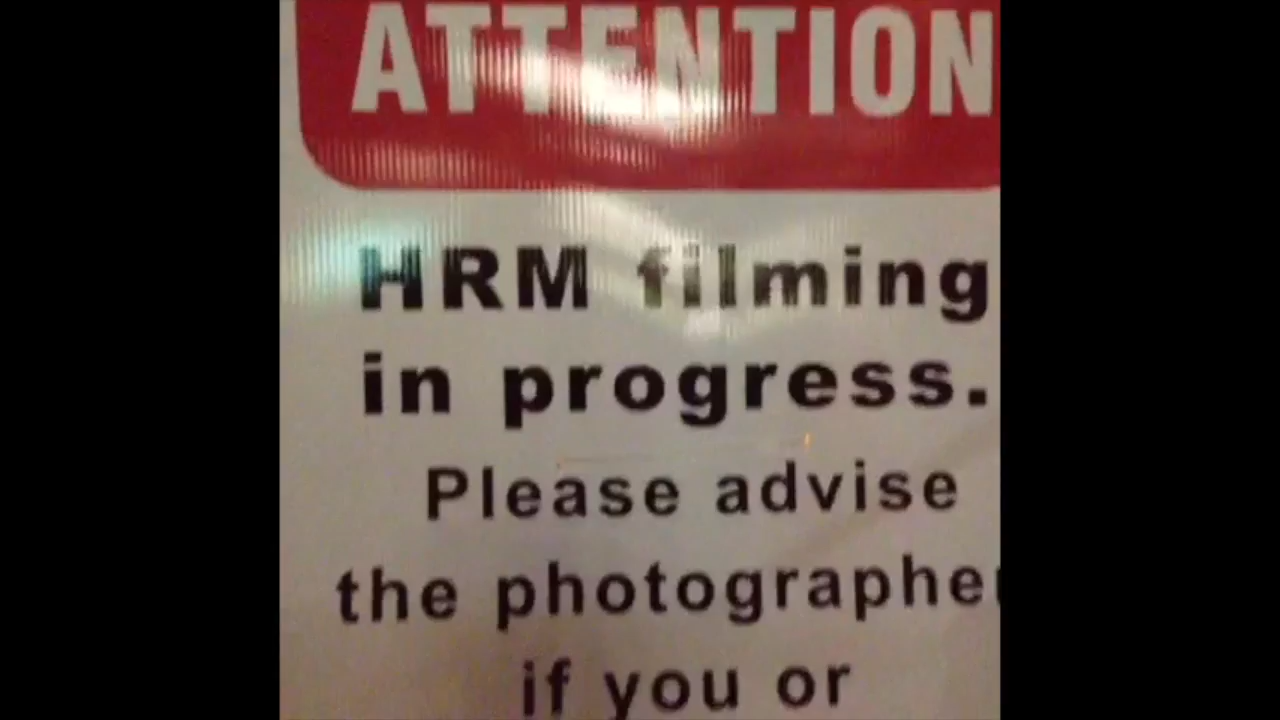 ATTENTION
HRM filming
in progress.
Please advise
the photographer
if you or